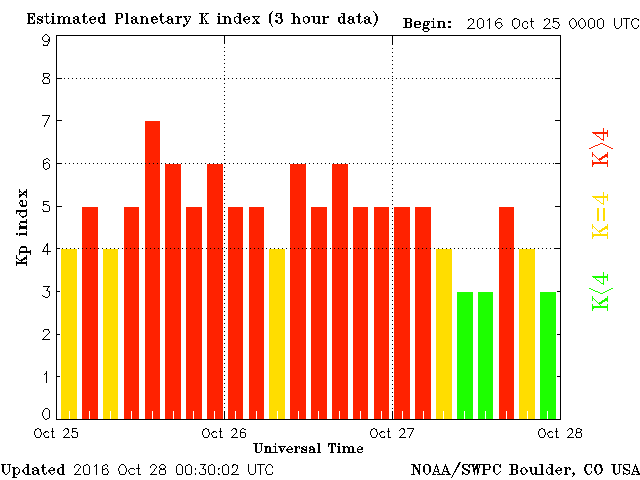 Estimated Planetary K index (3 hour data)
Begin: 2016 Oct 25 0000 UTC
9
8
7
6
5
4
3
2
1
0
Kp index
K>4
K=4
K<4
Oct 25
Oct 26
Oct 27
Oct 28
Universal Time
Updated 2016 Oct 28 00:30:02 UTC
NOAA/SWPC Boulder, CO USA